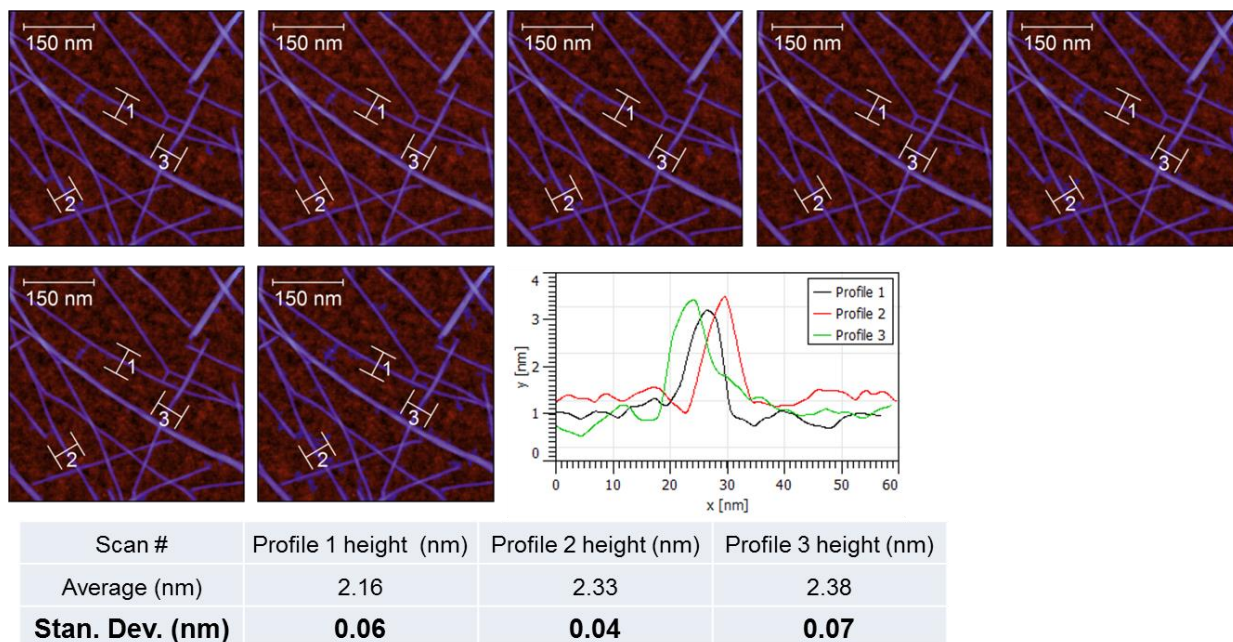 150 nm
1
3
2
150 nm
1
3
2
150 nm
1
3
2
150 nm
1
3
2
150 nm
1
3
2
150 nm
1
3
2
150 nm
1
3
2
4
3
2
1
0
y [nm]
Profile 1
Profile 2
Profile 3
0 10 20 30 40 50 60
x [nm]
Scan # Profile 1 height (nm) Profile 2 height (nm) Profile 3 height (nm)
Average (nm) 2.16 2.33 2.38
Stan. Dev. (nm) 0.06 0.04 0.07